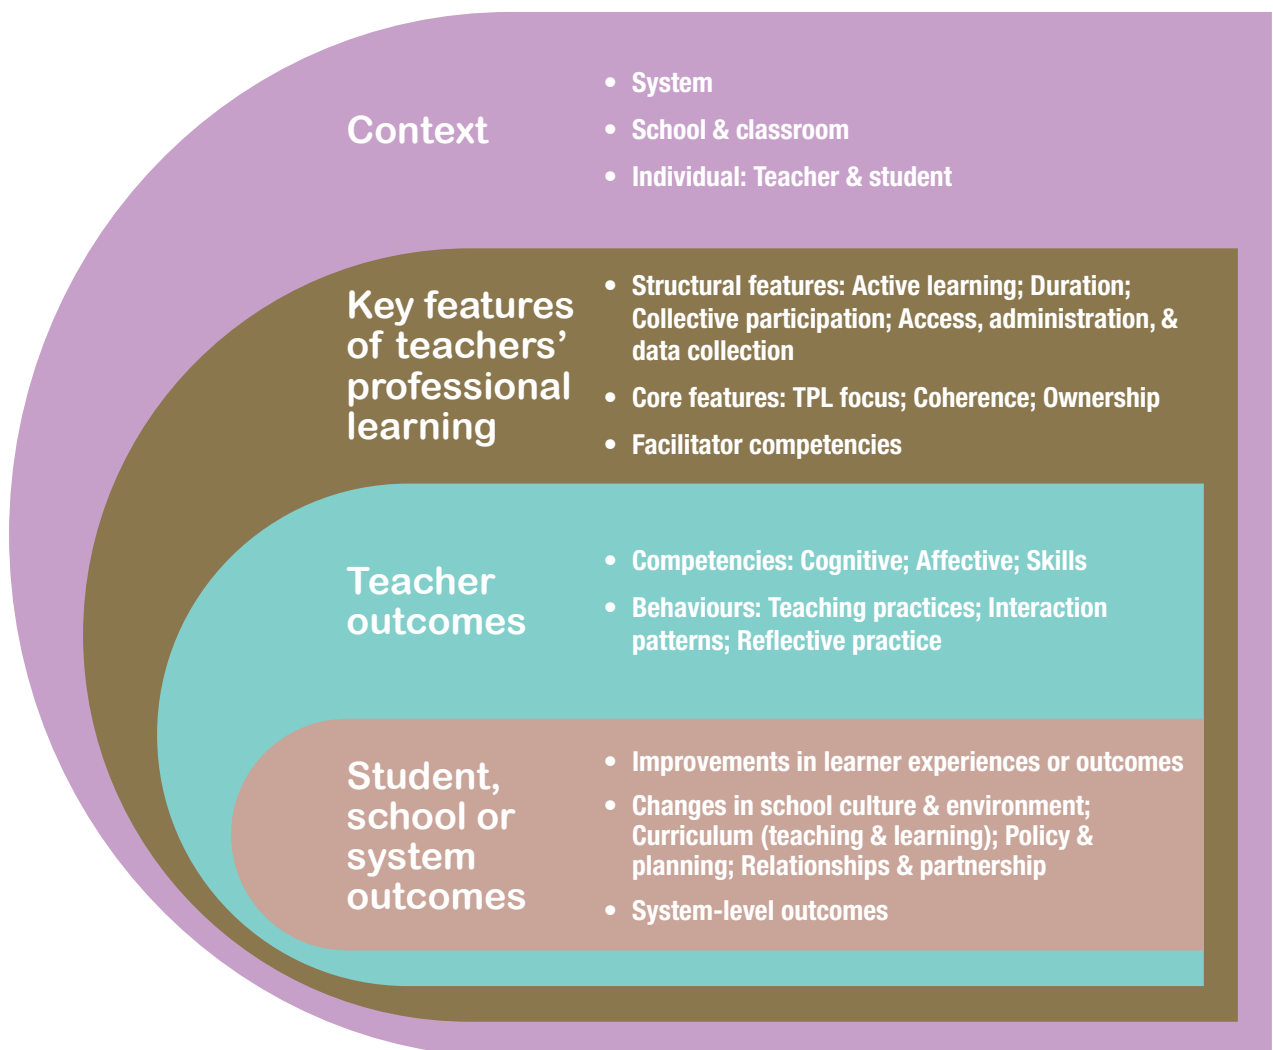 Context
• System
• School & classroom
• Individual: Teacher & student
Key features
of teachers’
professional
learning
• Structural features: Active learning; Duration;
Collective participation; Access, administration, &
data collection
• Core features: TPL focus; Coherence; Ownership
• Facilitator competencies
Teacher
outcomes
• Competencies: Cognitive; Affective; Skills
• Behaviours: Teaching practices; Interaction
patterns; Reflective practice
Student,
school or
system
outcomes
• Improvements in learner experiences or outcomes
• Changes in school culture & environment;
Curriculum (teaching & learning); Policy &
planning; Relationships & partnership
• System-level outcomes